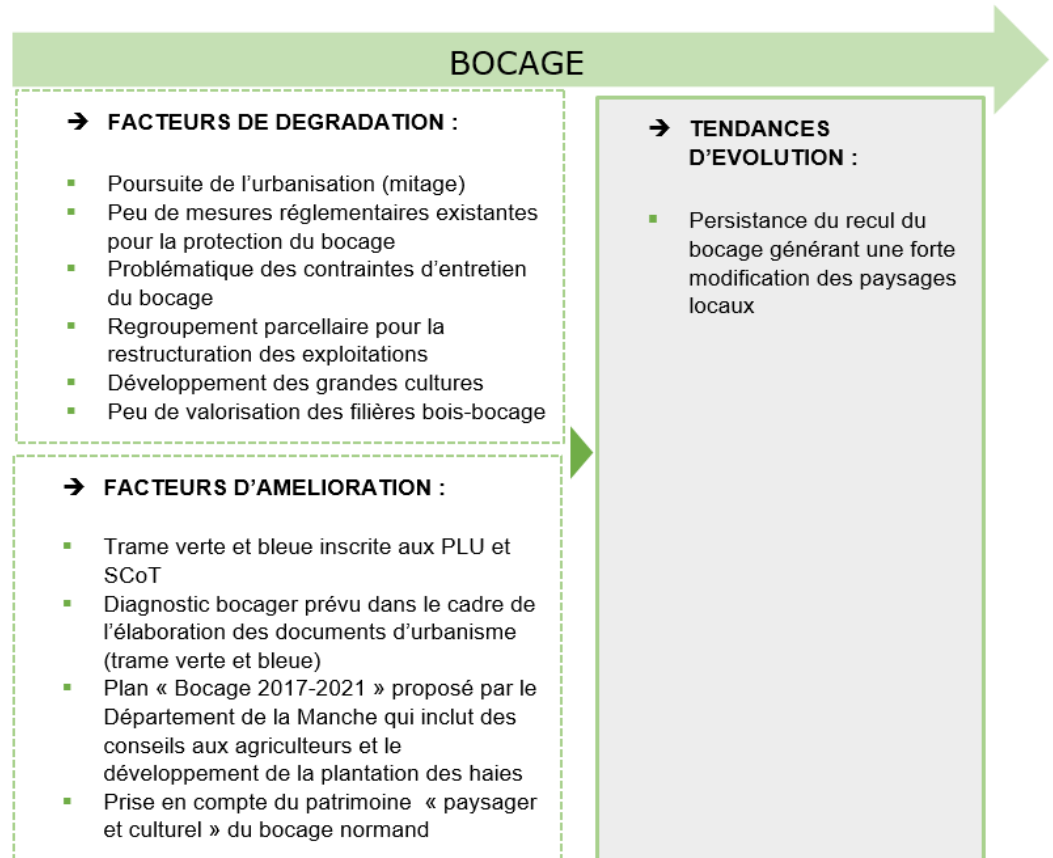 BOCAGE
➔ FACTEURS DE DEGRADATION :
▪ Poursuite de l’urbanisation (mitage)
▪ Peu de mesures réglementaires existantes
pour la protection du bocage
▪ Problématique des contraintes d’entretien
du bocage
▪ Regroupement parcellaire pour la
restructuration des exploitations
▪ Développement des grandes cultures
▪ Peu de valorisation des filières bois-bocage
➔ FACTEURS D’AMELIORATION :
▪ Trame verte et bleue inscrite aux PLU et
SCoT
▪ Diagnostic bocager prévu dans le cadre de
l’élaboration des documents d’urbanisme
(trame verte et bleue)
▪ Plan « Bocage 2017-2021 » proposé par le
Département de la Manche qui inclut des
conseils aux agriculteurs et le
développement de la plantation des haies
▪ Prise en compte du patrimoine « paysager
et culturel » du bocage normand
➔ TENDANCES
D’EVOLUTION :
▪ Persistance du recul du
bocage générant une forte
modification des paysages
locaux